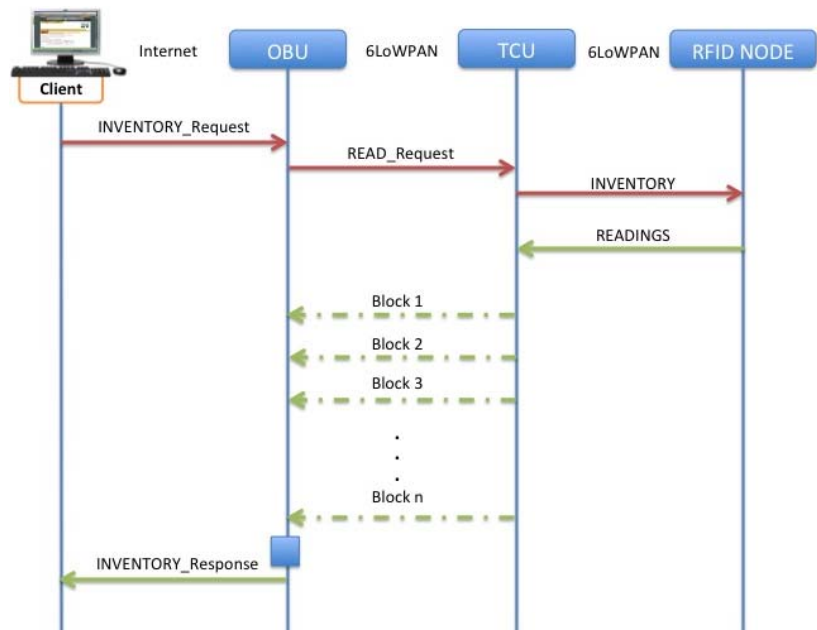 Internet
OBU
6LoWPAN
TCU
6LoWPAN
RFID NODE
Client
INVENTORY_Request
READ_Request
INVENTORY
READINGS
Block 1
Block 2
Block 3
.
.
.
Block n
INVENTORY_Response